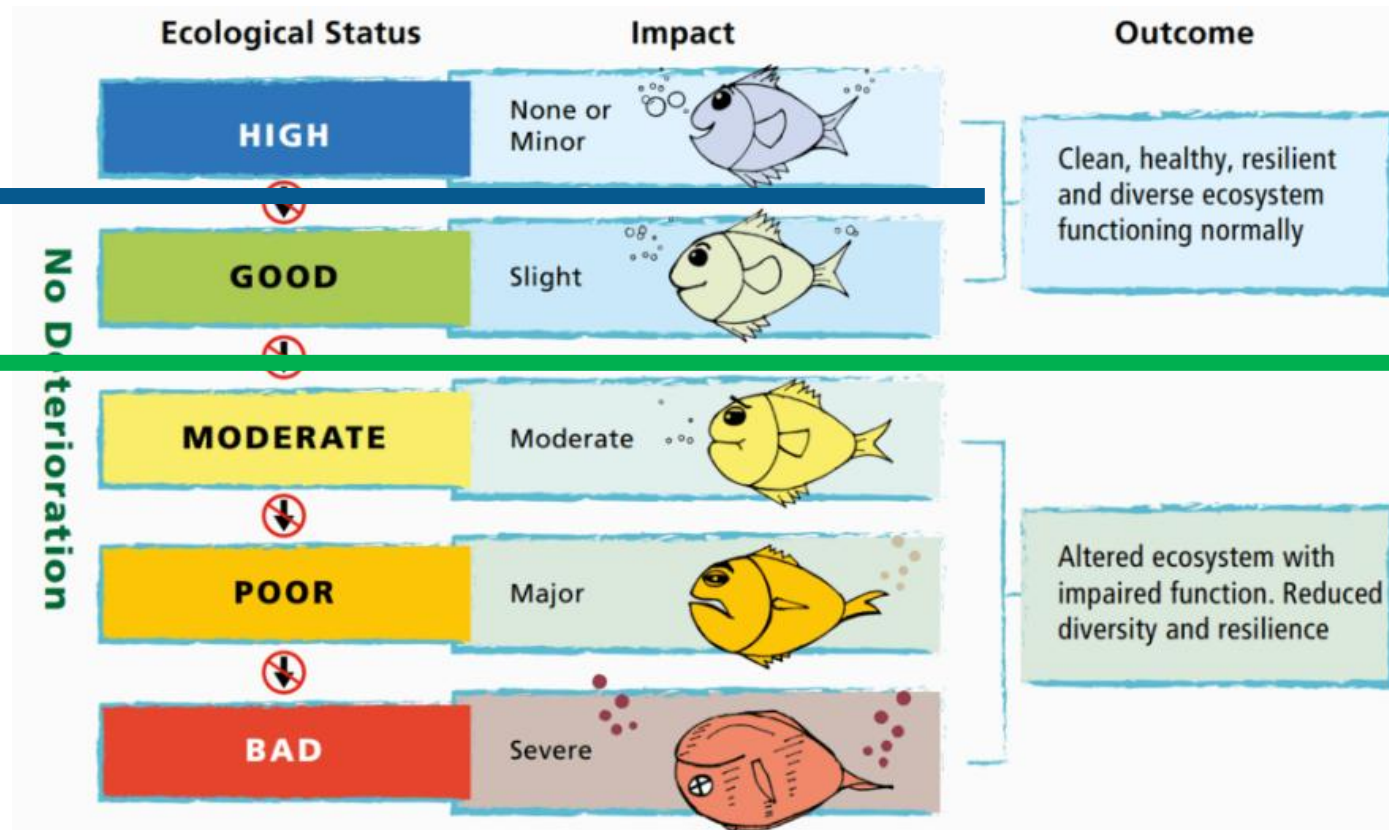 Ecological Status
Impact
Outcome
HIGH
None or
Minor
Clean, healthy, resilient
and diverse ecosystem
functioning normally
No Deterioration
GOOD
Slight
MODERATE
Moderate
POOR
Major
Altered ecosystem with
impaired function. Reduced
diversity and resilience
BAD
Severe